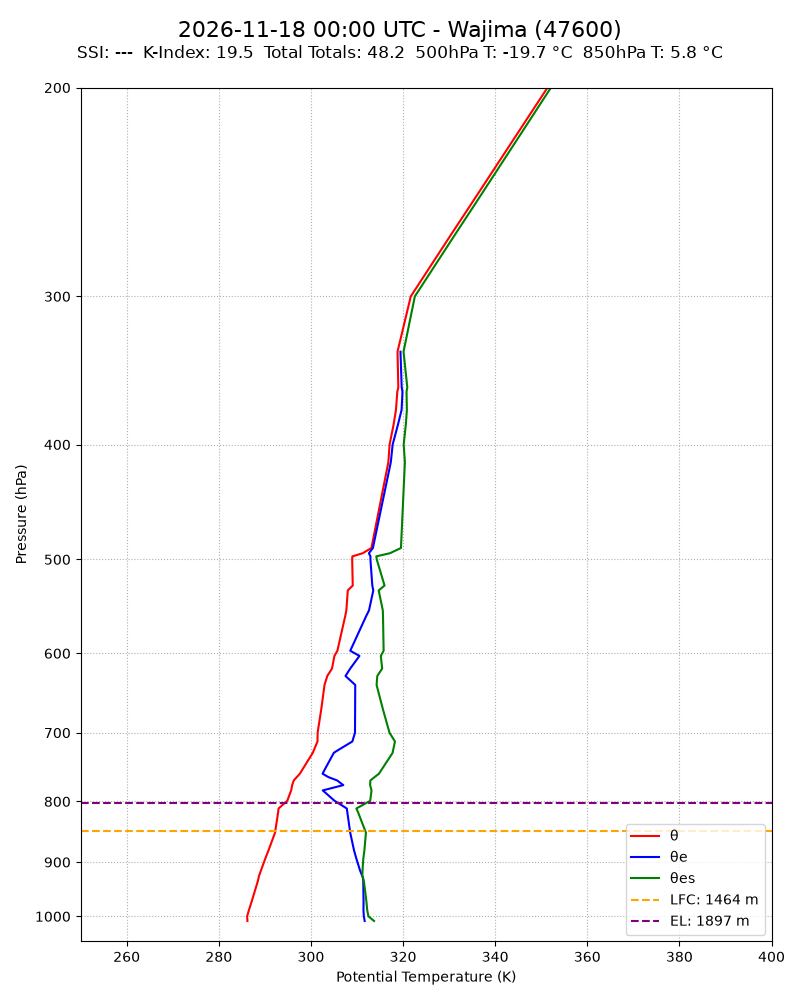 2026-11-18 00:00 UTC - Wajima (47600)
SSI: ---  K-Index: 19.5  Total Totals: 48.2  500hPa T: -19.7 °C  850hPa T: 5.8 °C
200
300
400
500
600
700
800
900
1000
Pressure (hPa)
260 280 300 320 340 360 380 400
Potential Temperature (K)
θ
θe
θes
LFC: 1464 m
EL: 1897 m